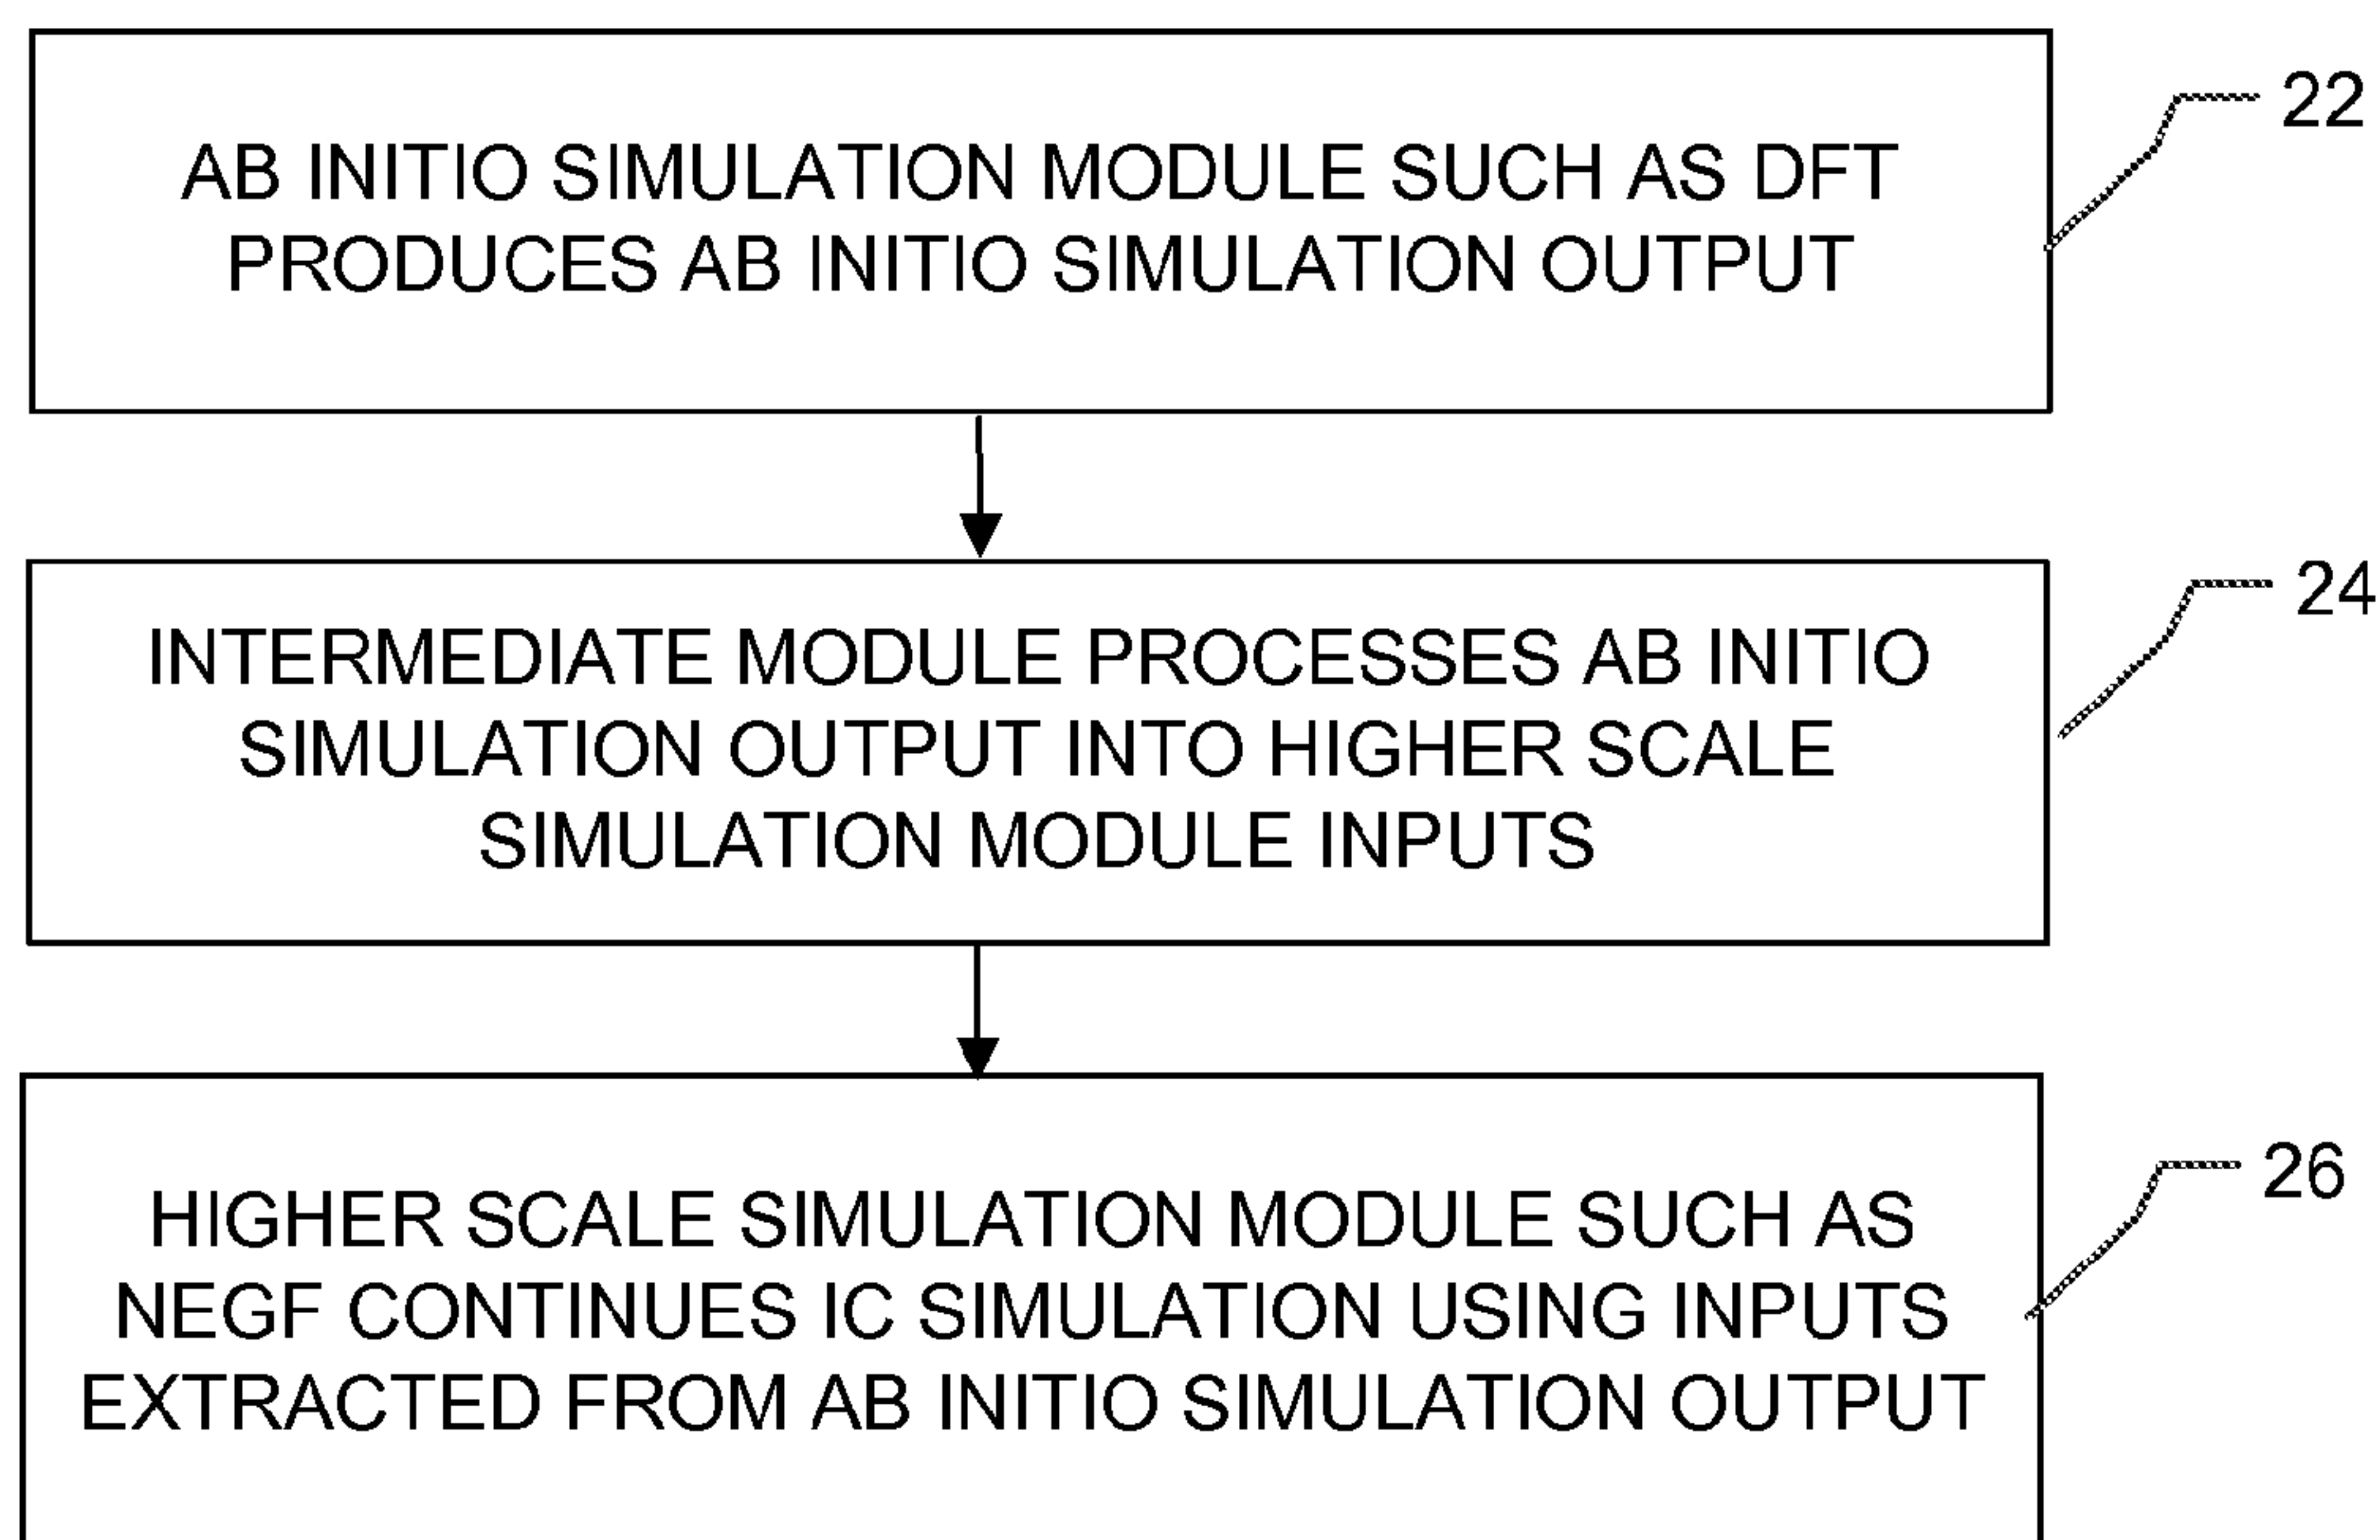 AB INITIO SIMULATION MODULE SUCH AS DFT
PRODUCES AB INITIO SIMULATION OUTPUT
22
INTERMEDIATE MODULE PROCESSES AB INITIO
SIMULATION OUTPUT INTO HIGHER SCALE
SIMULATION MODULE INPUTS
24
HIGHER SCALE SIMULATION MODULE SUCH AS
NEGF CONTINUES IC SIMULATION USING INPUTS
EXTRACTED FROM AB INITIO SIMULATION OUTPUT
26